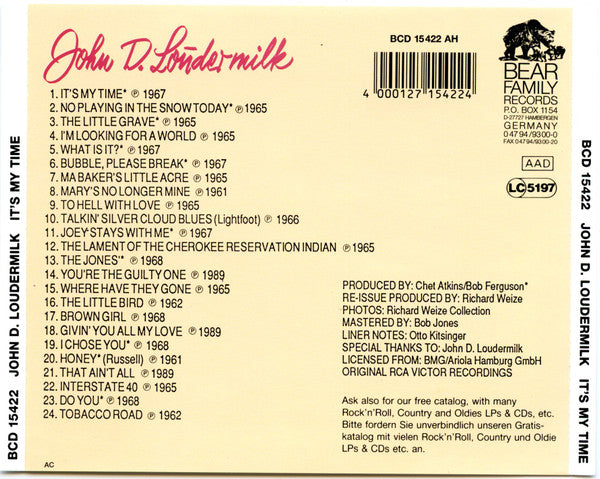 John D. Loudermilk
BCD 15 422 AH
4 000127 154224
BEAR
FAMILY
RECORDS
P.O. BOX 1154
D-27727 HAMBERGEN
GERMANY
0 47 94/93 00-0
FAX 0 47 94/93 00-20
AAD
LC 5197
1. IT'S MY TIME* ℗ 1967
2. NO PLAYING IN THE SNOW TODAY* ℗ 1965
3. THE LITTLE GRAVE* ℗ 1965
4. I'M LOOKING FOR A WORLD ℗ 1965
5. WHAT IS IT?* ℗ 1967
6. BUBBLE, PLEASE BREAK* ℗ 1967
7. MA BAKER'S LITTLE ACRE ℗ 1965
8. MARY'S NO LONGER MINE ℗ 1961
9. TO HELL WITH LOVE ℗ 1965
10. TALKIN' SILVER CLOUD BLUES (Lightfoot) ℗ 1966
11. JOEY STAYS WITH ME* ℗ 1967
12. THE LAMENT OF THE CHEROKEE RESERVATION INDIAN ℗ 1965
13. THE JONES'* ℗ 1968
14. YOU'RE THE GUILTY ONE ℗ 1989
15. WHERE HAVE THEY GONE ℗ 1965
16. THE LITTLE BIRD ℗ 1962
17. BROWN GIRL ℗ 1968
18. GIVIN' YOU ALL MY LOVE ℗ 1989
19. I CHOSE YOU* ℗ 1968
20. HONEY* (Russell) ℗ 1961
21. THAT AIN'T ALL ℗ 1989
22. INTERSTATE 40 ℗ 1965
23. DO YOU* ℗ 1968
24. TOBACCO ROAD ℗ 1962
PRODUCED BY: Chet Atkins/Bob Ferguson*
RE-ISSUE PRODUCED BY: Richard Weize
PHOTOS: Richard Weize Collection
MASTERED BY: Bob Jones
LINER NOTES: Otto Kitsinger
SPECIAL THANKS TO: John D. Loudermilk
LICENSED FROM: BMG/Ariola Hamburg GmbH
ORIGINAL RCA VICTOR RECORDINGS
Ask also for our free catalog, with many
Rock'n'Roll, Country and Oldies LPs & CDs, etc.
Bitte fordern Sie unverbindlich unseren Gratis-
katalog mit vielen Rock'n'Roll, Country und Oldie
LPs & CDs etc. an.
AC
BCD 15422 JOHN D. LOUDERMILK IT'S MY TIME
BCD 15422 JOHN D. LOUDERMILK IT'S MY TIME